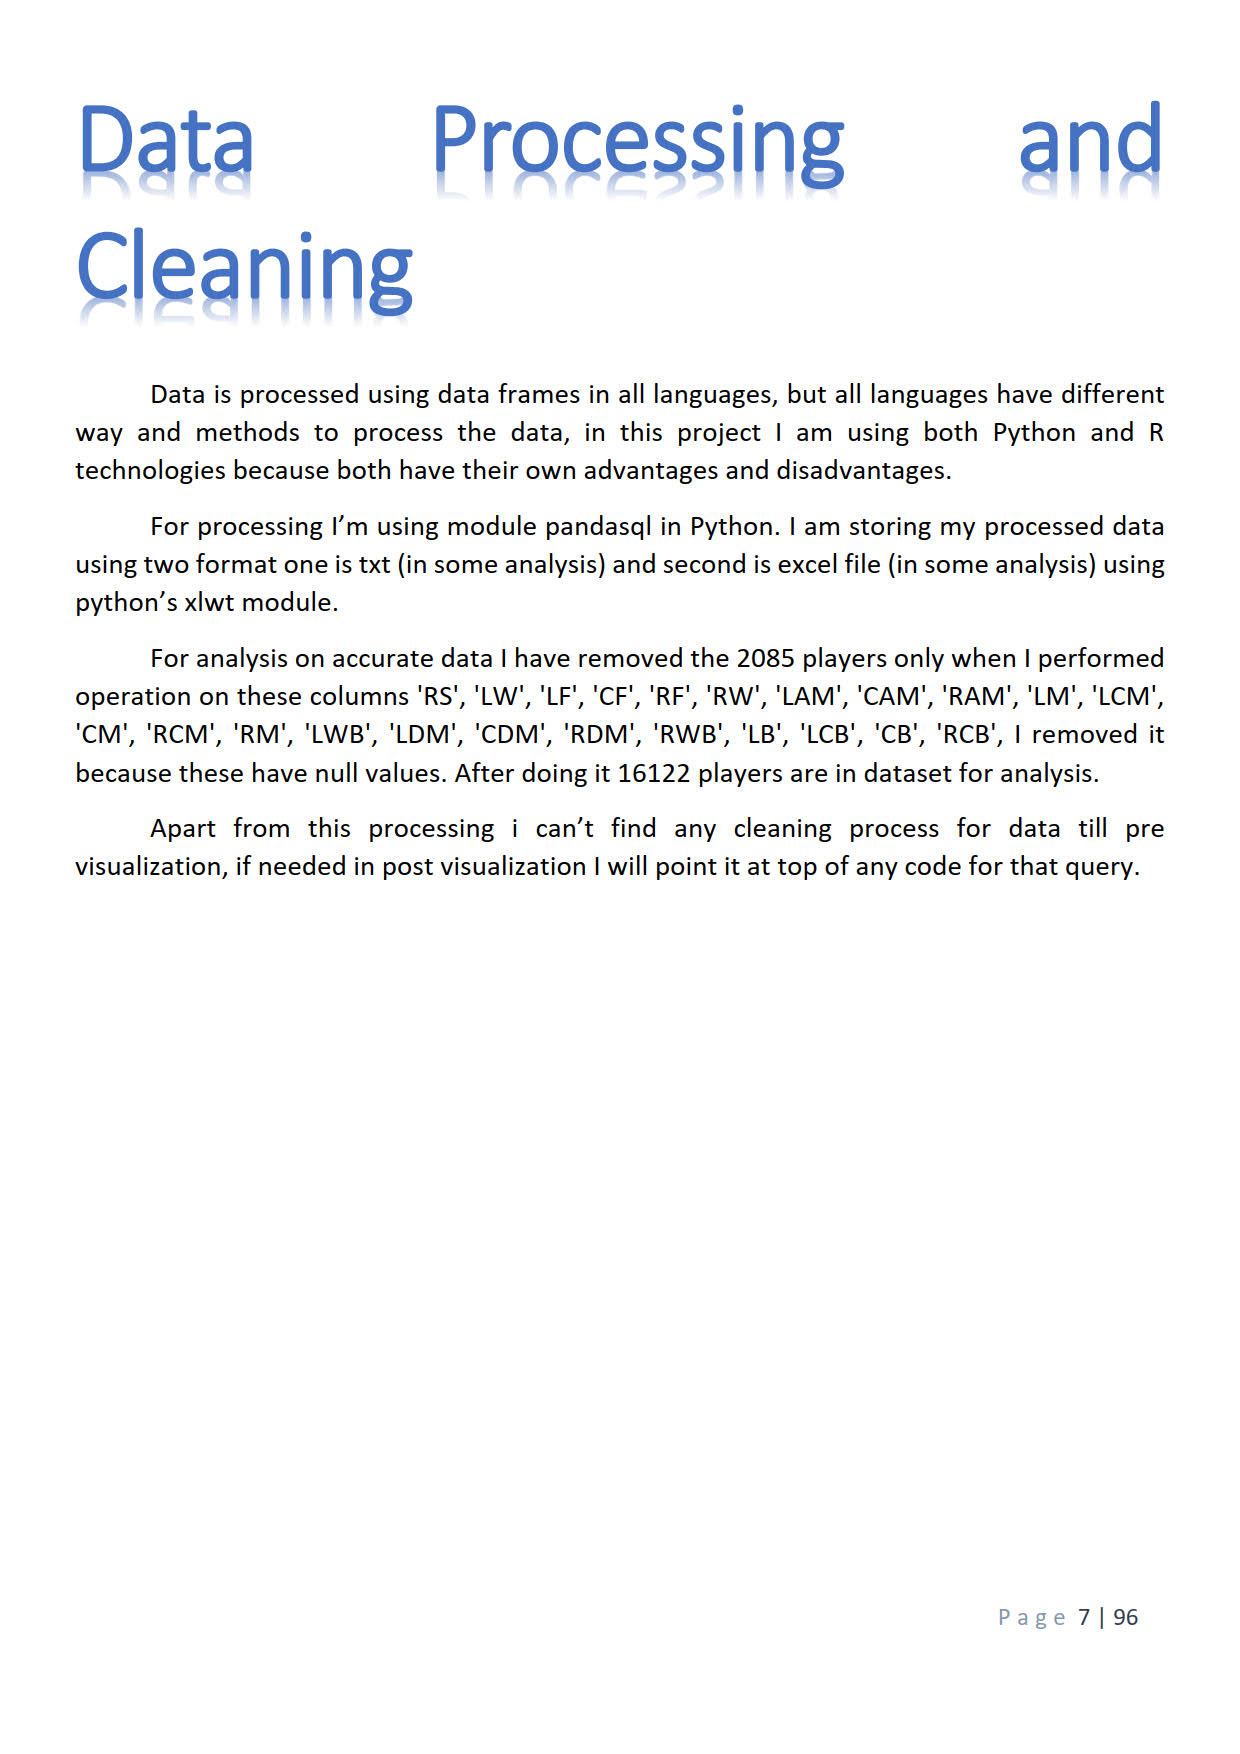 Data Processing and
Cleaning
Data is processed using data frames in all languages, but all languages have different
way and methods to process the data, in this project I am using both Python and R
technologies because both have their own advantages and disadvantages.
For processing I’m using module pandasql in Python. I am storing my processed data
using two format one is txt (in some analysis) and second is excel file (in some analysis) using
python’s xlwt module.
For analysis on accurate data I have removed the 2085 players only when I performed
operation on these columns 'RS', 'LW', 'LF', 'CF', 'RF', 'RW', 'LAM', 'CAM', 'RAM', 'LM', 'LCM',
'CM', 'RCM', 'RM', 'LWB', 'LDM', 'CDM', 'RDM', 'RWB', 'LB', 'LCB', 'CB', 'RCB', I removed it
because these have null values. After doing it 16122 players are in dataset for analysis.
Apart from this processing i can’t find any cleaning process for data till pre
visualization, if needed in post visualization I will point it at top of any code for that query.
Page 7 | 96